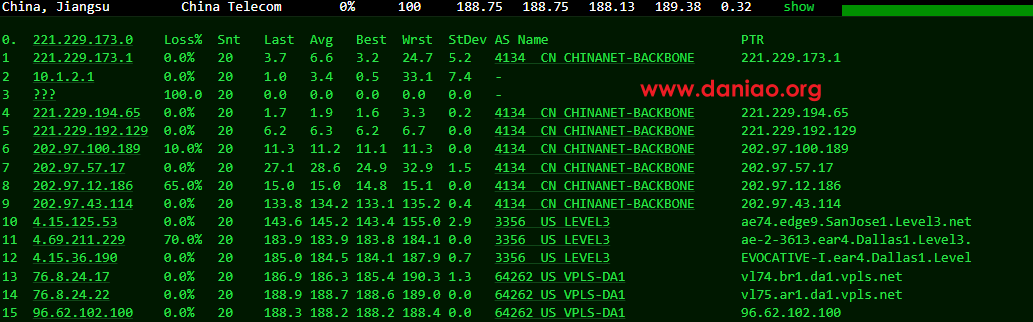 China, Jiangsu China Telecom 0% 100 188.75 188.75 188.13 189.38 0.32 show
0. 221.229.173.0 Loss% Snt Last Avg Best Wrst StDev AS Name PTR
1 221.229.173.1 0.0% 20 3.7 6.6 3.2 24.7 5.2 4134 CN CHINANET-BACKBONE 221.229.173.1
2 10.1.2.1 0.0% 20 1.0 3.4 0.5 33.1 7.4 -
3 ??? 100.0 20 0.0 0.0 0.0 0.0 0.0 -
www.daniao.org
4 221.229.194.65 0.0% 20 1.7 1.9 1.6 3.3 0.2 4134 CN CHINANET-BACKBONE 221.229.194.65
5 221.229.192.129 0.0% 20 6.2 6.3 6.2 6.7 0.0 4134 CN CHINANET-BACKBONE 221.229.192.129
6 202.97.100.189 10.0% 20 11.3 11.2 11.1 11.3 0.0 4134 CN CHINANET-BACKBONE 202.97.100.189
7 202.97.57.17 0.0% 20 27.1 28.6 24.9 32.9 1.5 4134 CN CHINANET-BACKBONE 202.97.57.17
8 202.97.12.186 65.0% 20 15.0 15.0 14.8 15.1 0.0 4134 CN CHINANET-BACKBONE 202.97.12.186
9 202.97.43.114 0.0% 20 133.8 134.2 133.1 135.2 0.4 4134 CN CHINANET-BACKBONE 202.97.43.114
10 4.15.125.53 0.0% 20 143.6 145.2 143.4 155.0 2.9 3356 US LEVEL3 ae74.edge9.SanJose1.Level3.net
11 4.69.211.229 70.0% 20 183.9 183.9 183.8 184.1 0.0 3356 US LEVEL3 ae-2-3613.ear4.Dallas1.Level3.
12 4.15.36.190 0.0% 20 185.0 184.5 184.1 187.9 0.7 3356 US LEVEL3 EVOCATIVE-I.ear4.Dallas1.Level
13 76.8.24.17 0.0% 20 186.9 186.3 185.4 190.3 1.3 64262 US VPLS-DA1 vl74.br1.da1.vpls.net
14 76.8.24.22 0.0% 20 188.9 188.7 188.6 189.0 0.0 64262 US VPLS-DA1 vl75.ar1.da1.vpls.net
15 96.62.102.100 0.0% 20 188.3 188.2 188.2 188.4 0.0 64262 US VPLS-DA1 96.62.102.100